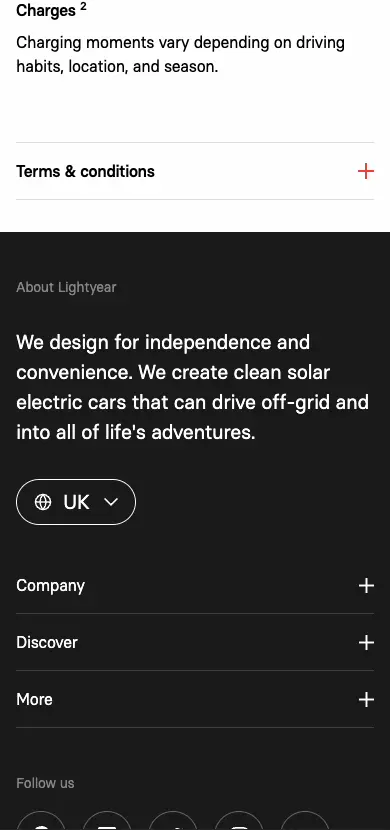 Charges ²
Charging moments vary depending on driving
habits, location, and season.
Terms & conditions
About Lightyear
We design for independence and
convenience. We create clean solar
electric cars that can drive off-grid and
into all of life's adventures.
UK
Company
Discover
More
Follow us